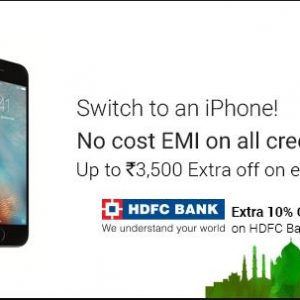 Switch to an iPhone!
No cost EMI on all cre
Up to ₹3,500 Extra off on e
HDFC BANK Extra 10%
We understand your world on HDFC Ba